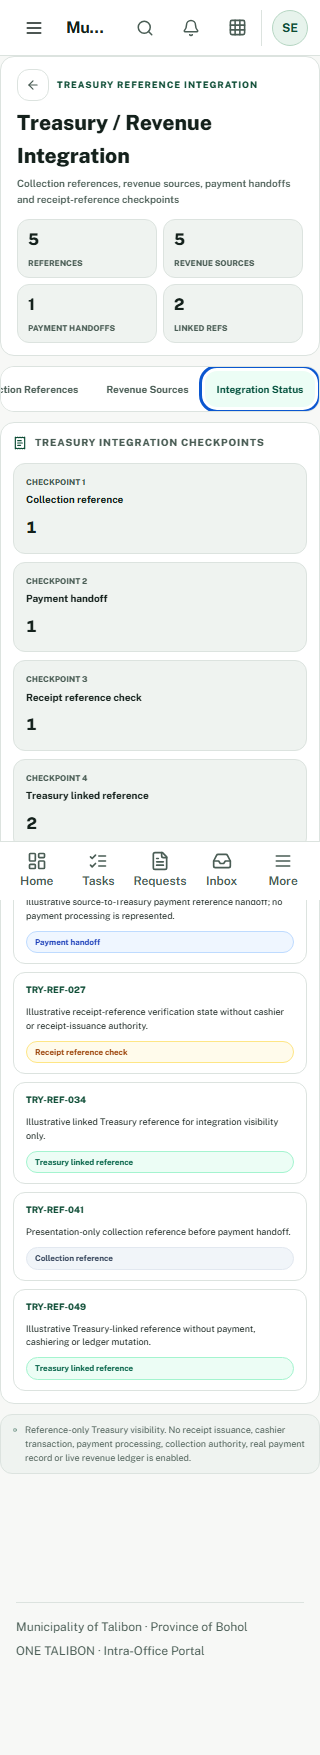 Mu...
SE
TREASURY REFERENCE INTEGRATION
Treasury / Revenue
Integration
Collection references, revenue sources, payment handoffs
and receipt-reference checkpoints
5
REFERENCES
5
REVENUE SOURCES
1
PAYMENT HANDOFFS
2
LINKED REFS
ction References
Revenue Sources
Integration Status
TREASURY INTEGRATION CHECKPOINTS
CHECKPOINT 1
Collection reference
1
CHECKPOINT 2
Payment handoff
1
CHECKPOINT 3
Receipt reference check
1
CHECKPOINT 4
Treasury linked reference
2
Home
Tasks
Requests
Inbox
More
Illustrative source-to-Treasury payment reference handoff; no
payment processing is represented.
Payment handoff
TRY-REF-027
Illustrative receipt-reference verification state without cashier
or receipt-issuance authority.
Receipt reference check
TRY-REF-034
Illustrative linked Treasury reference for integration visibility
only.
Treasury linked reference
TRY-REF-041
Presentation-only collection reference before payment handoff.
Collection reference
TRY-REF-049
Illustrative Treasury-linked reference without payment,
cashiering or ledger mutation.
Treasury linked reference
Reference-only Treasury visibility. No receipt issuance, cashier
transaction, payment processing, collection authority, real payment
record or live revenue ledger is enabled.
Municipality of Talibon · Province of Bohol
ONE TALIBON · Intra-Office Portal